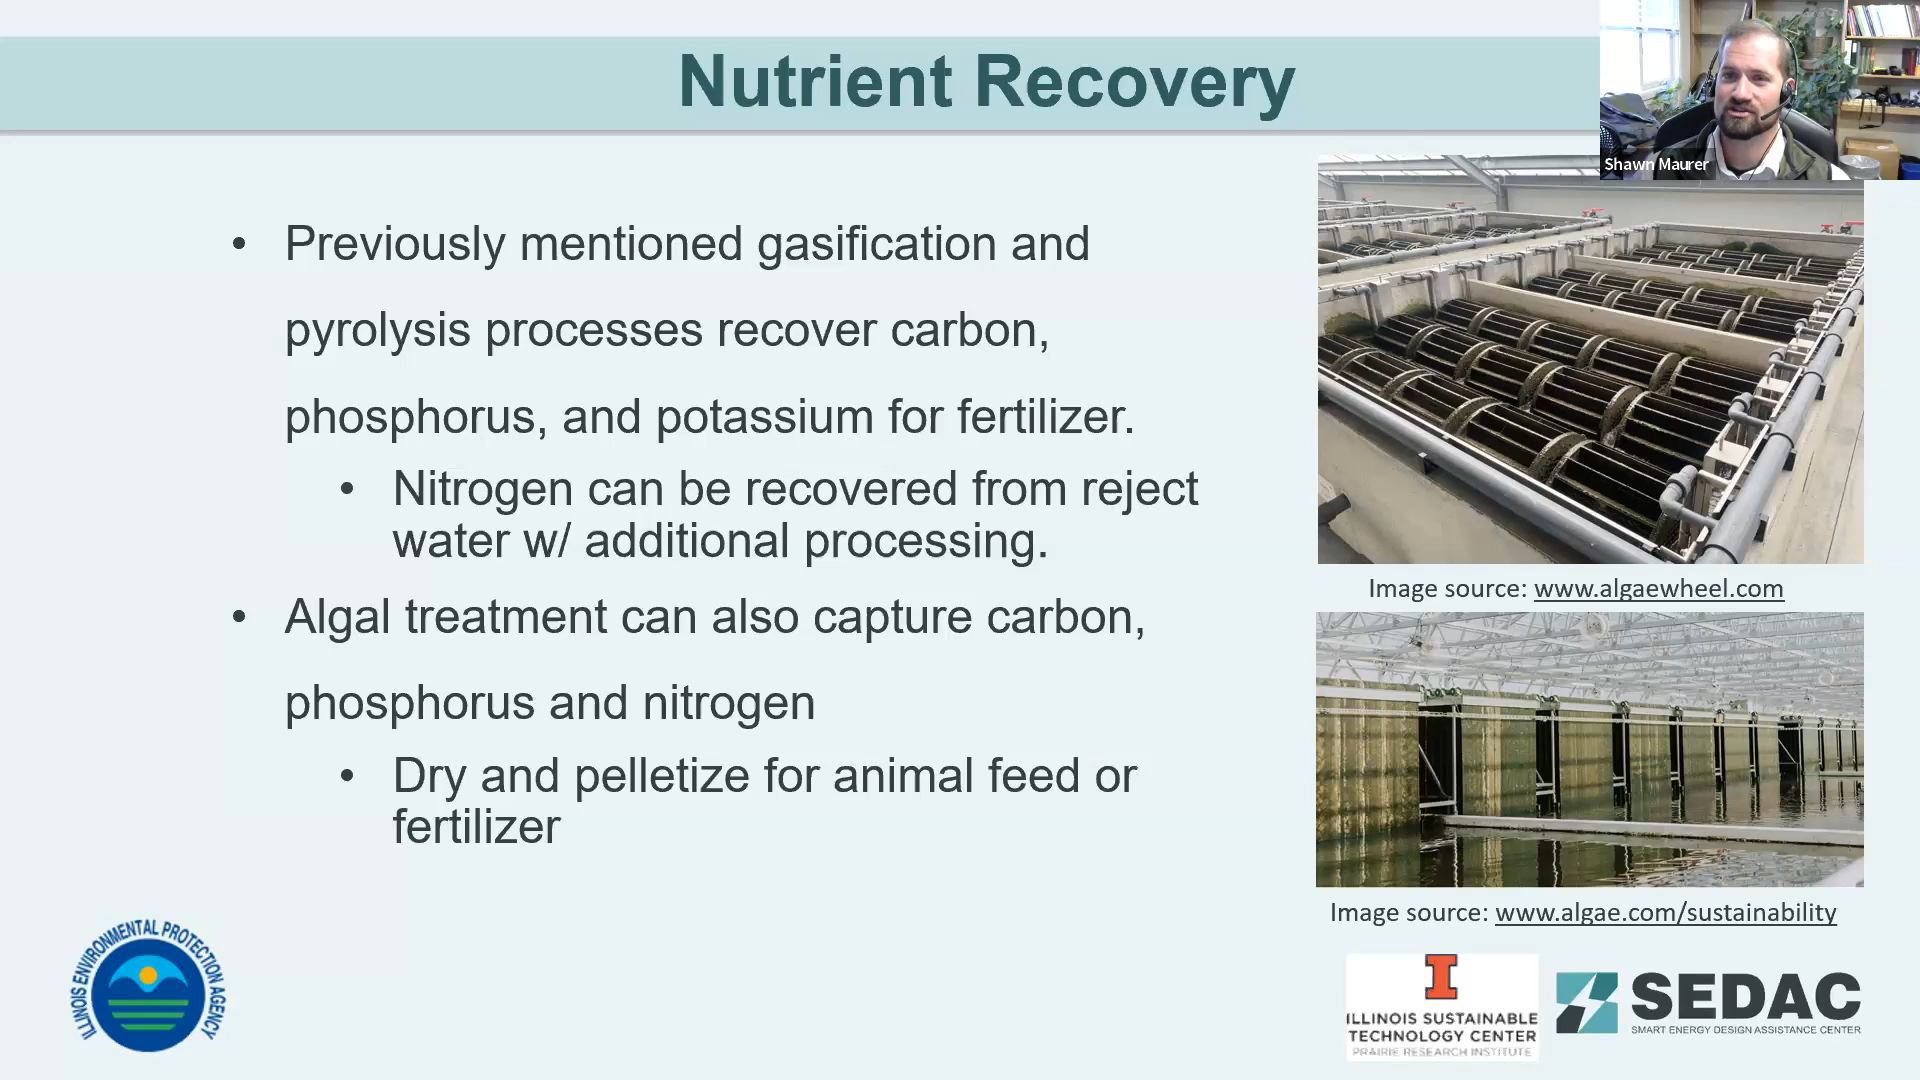 Nutrient Recovery
Shawn Maurer
• Previously mentioned gasification and
pyrolysis processes recover carbon,
phosphorus, and potassium for fertilizer.
• Nitrogen can be recovered from reject
water w/ additional processing.
• Algal treatment can also capture carbon,
phosphorus and nitrogen
• Dry and pelletize for animal feed or
fertilizer
Image source: www.algaewheel.com
Image source: www.algae.com/sustainability
ILLINOIS ENVIRONMENTAL PROTECTION AGENCY
I
ILLINOIS SUSTAINABLE
TECHNOLOGY CENTER
PRAIRIE RESEARCH INSTITUTE
SEDAC
SMART ENERGY DESIGN ASSISTANCE CENTER